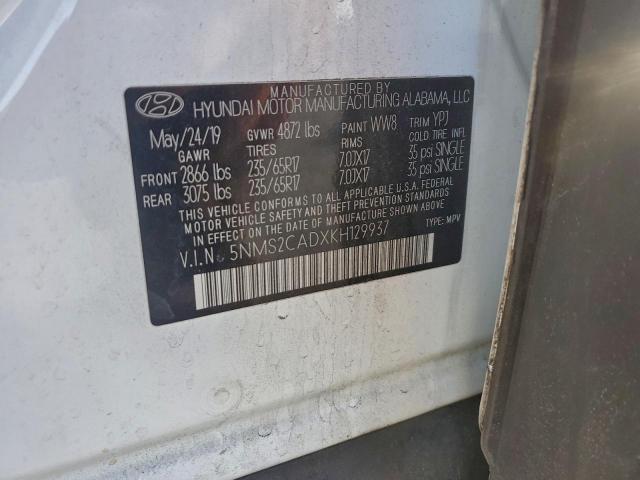 MANUFACTURED BY
HYUNDAI MOTOR MANUFACTURING ALABAMA, LLC
May/24/19 GVWR 4872 lbs PAINT WW8 TRIM YPJ
GAWR TIRES RIMS COLD TIRE INFL
FRONT 2866 lbs 235/65R17 7.0JX17 35 psi SINGLE
REAR 3075 lbs 235/65R17 7.0JX17 35 psi SINGLE
THIS VEHICLE CONFORMS TO ALL APPLICABLE U.S.A. FEDERAL
MOTOR VEHICLE SAFETY AND THEFT PREVENTION STANDARDS
IN EFFECT ON THE DATE OF MANUFACTURE SHOWN ABOVE.
V.I.N. 5NMS2CADXKH129937 TYPE: MPV